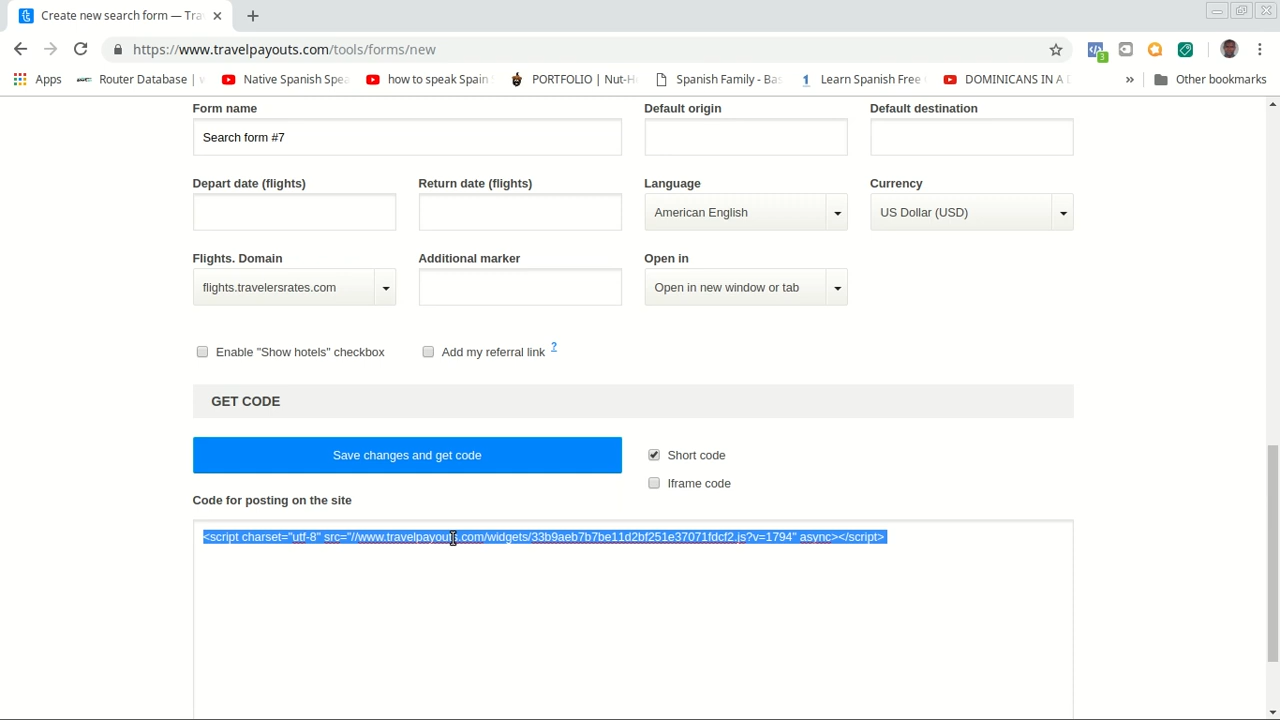 Create new search form — Tra
https://www.travelpayouts.com/tools/forms/new
3
Apps
Router Database |
Native Spanish Spea
how to speak Spain
PORTFOLIO | Nut-H
Spanish Family - Bas
Learn Spanish Free
DOMINICANS IN A
»
Other bookmarks
Form name
Default origin
Default destination
Search form #7
Depart date (flights)
Return date (flights)
Language
Currency
American English
US Dollar (USD)
Flights. Domain
Additional marker
Open in
flights.travelersrates.com
Open in new window or tab
Enable "Show hotels" checkbox
Add my referral link ?
GET CODE
Save changes and get code
Short code
Iframe code
Code for posting on the site
<script charset="utf-8" src="//www.travelpayouts.com/widgets/33b9aeb7b7be11d2bf251e37071fdcf2.js?v=1794" async></script>